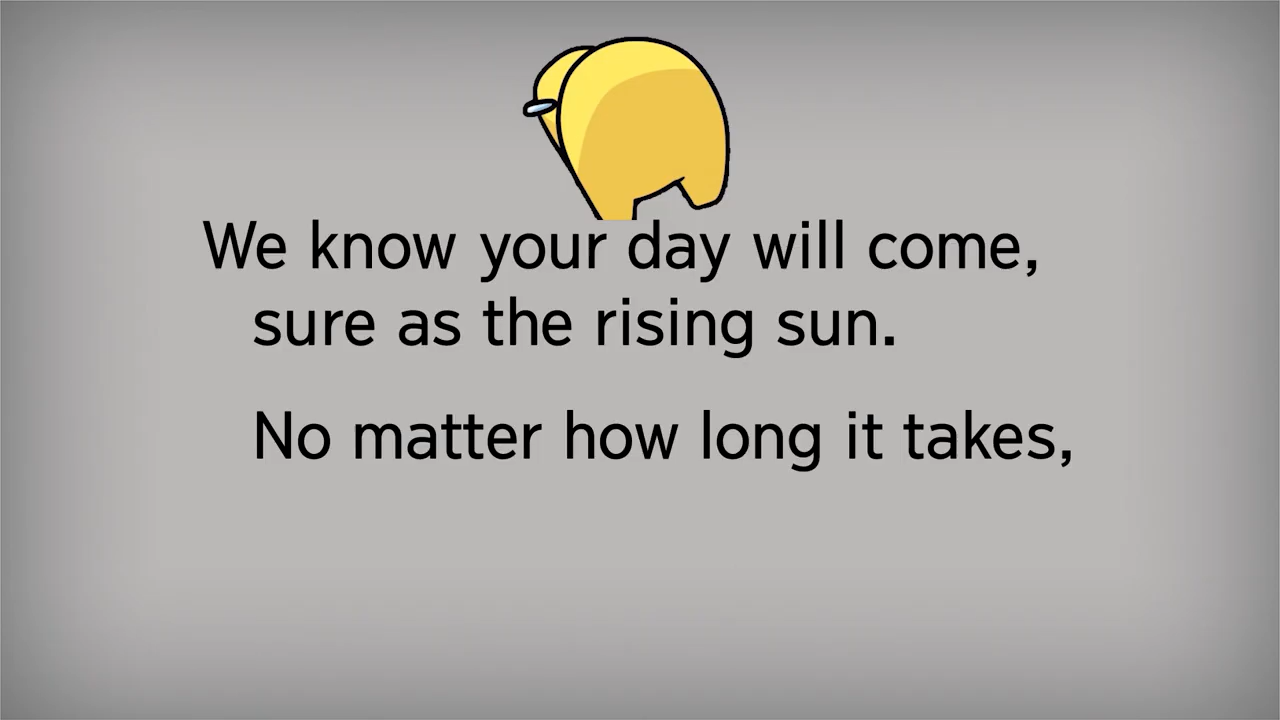 We know your day will come,
sure as the rising sun.
No matter how long it takes,